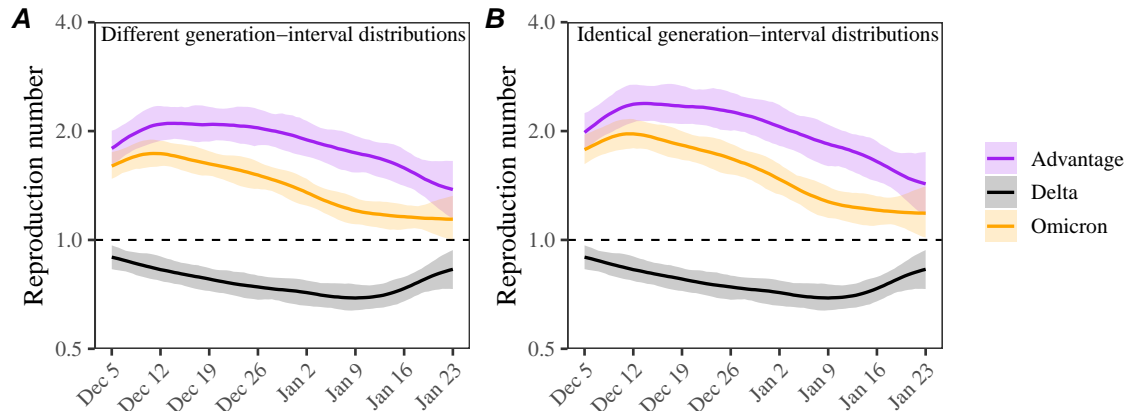 A
Different generation−interval distributions
Reproduction number
4.0
2.0
1.0
0.5
Dec 5
Dec 12
Dec 19
Dec 26
Jan 2
Jan 9
Jan 16
Jan 23
B
Identical generation−interval distributions
Reproduction number
4.0
2.0
1.0
0.5
Dec 5
Dec 12
Dec 19
Dec 26
Jan 2
Jan 9
Jan 16
Jan 23
Advantage
Delta
Omicron